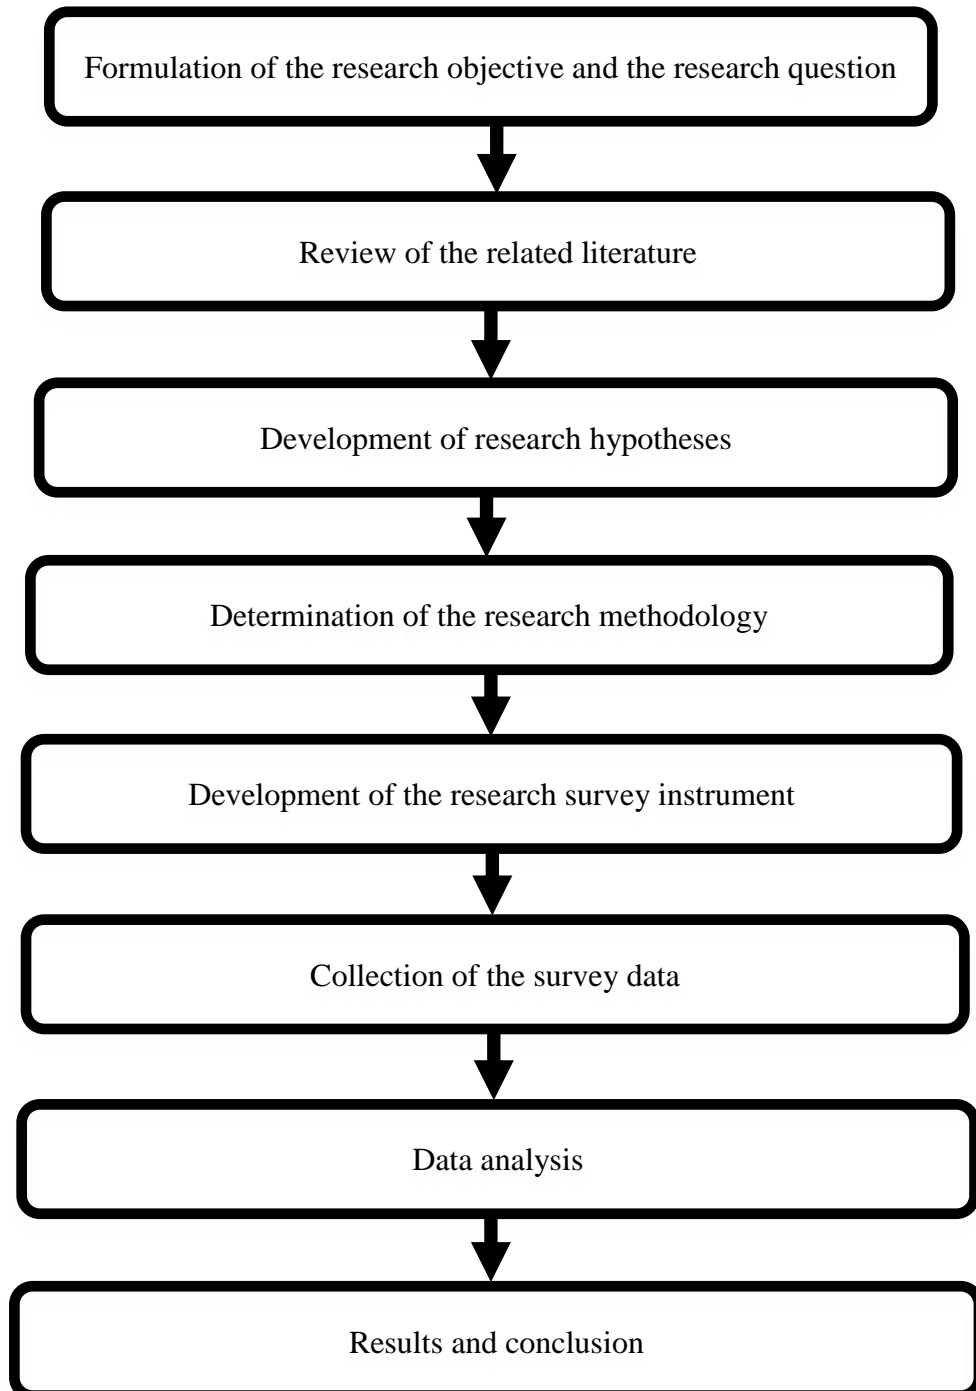 Formulation of the research objective and the research question
Review of the related literature
Development of research hypotheses
Determination of the research methodology
Development of the research survey instrument
Collection of the survey data
Data analysis
Results and conclusion